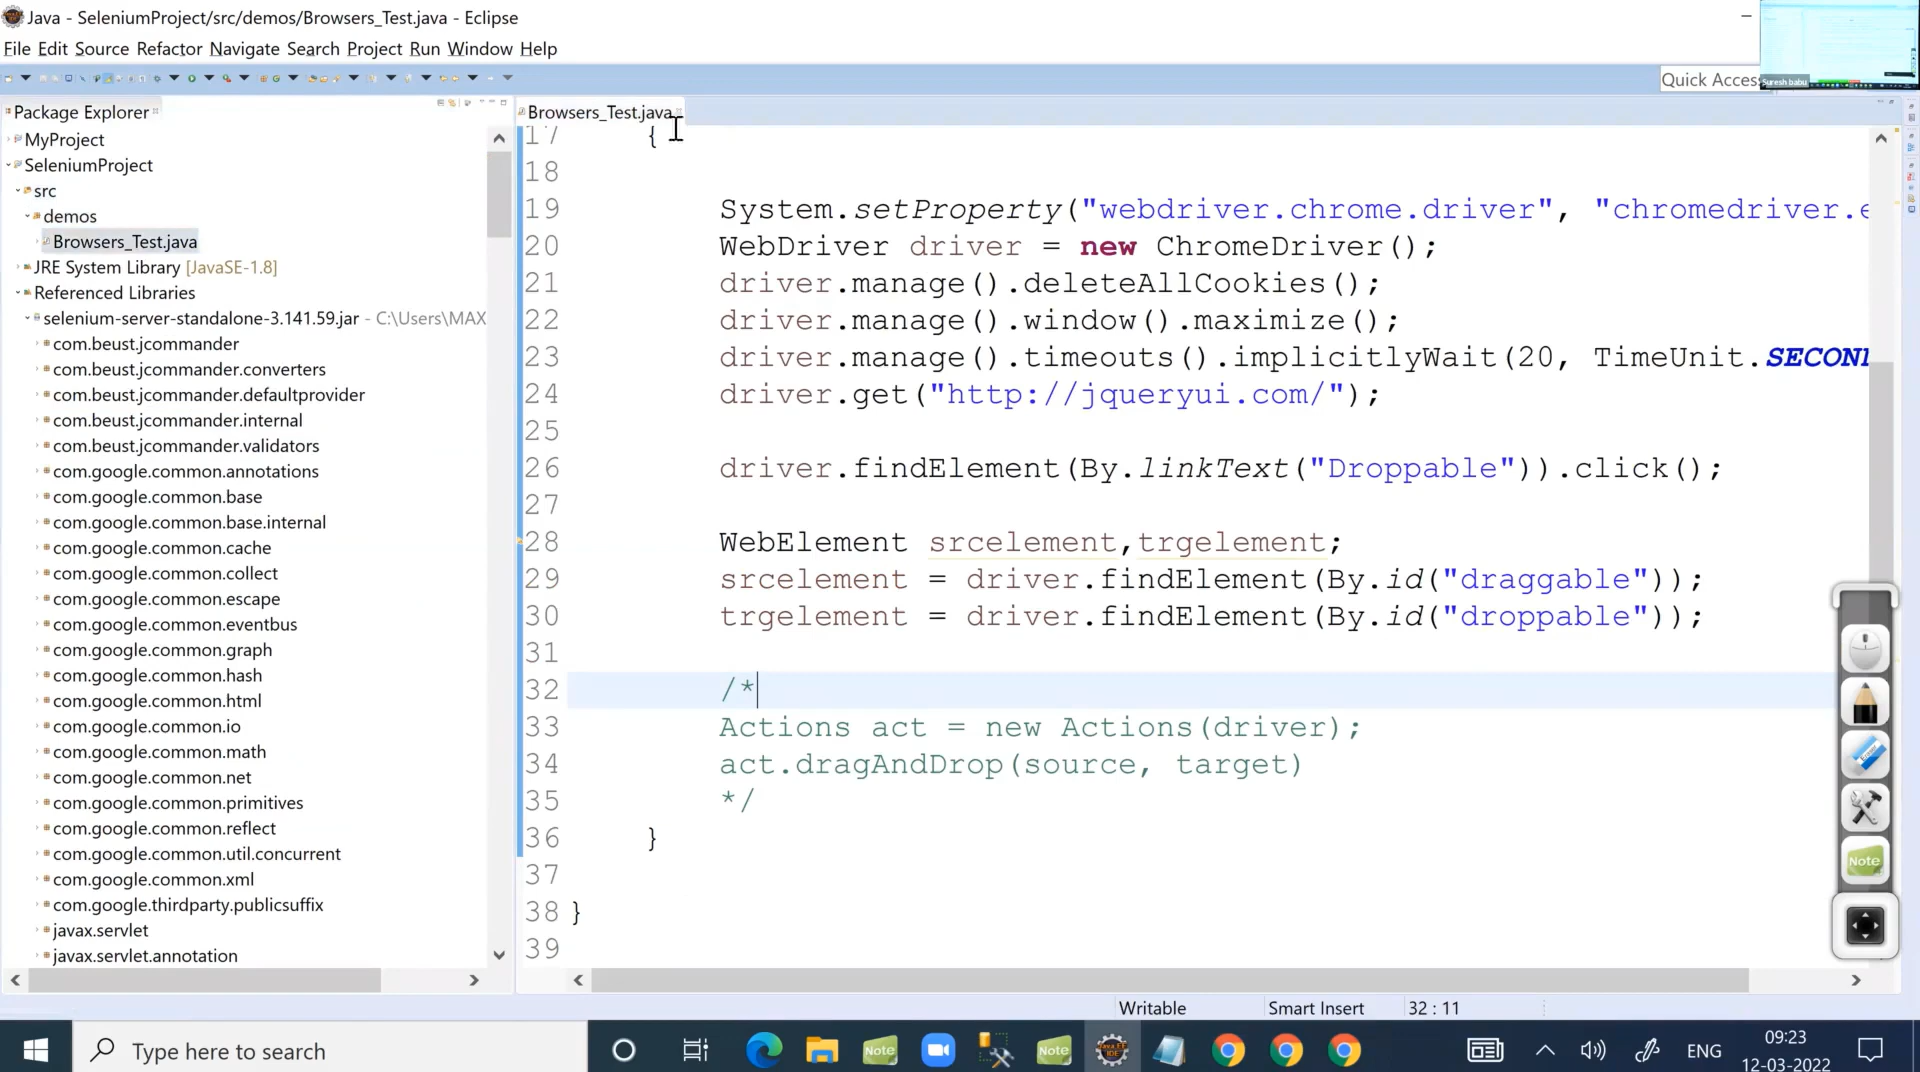 Java - SeleniumProject/src/demos/Browsers_Test.java - Eclipse
File Edit Source Refactor Navigate Search Project Run Window Help
Quick Access
Suresh babu
Package Explorer
MyProject
SeleniumProject
src
demos
Browsers_Test.java
JRE System Library [JavaSE-1.8]
Referenced Libraries
selenium-server-standalone-3.141.59.jar - C:\Users\MAX
com.beust.jcommander
com.beust.jcommander.converters
com.beust.jcommander.defaultprovider
com.beust.jcommander.internal
com.beust.jcommander.validators
com.google.common.annotations
com.google.common.base
com.google.common.base.internal
com.google.common.cache
com.google.common.collect
com.google.common.escape
com.google.common.eventbus
com.google.common.graph
com.google.common.hash
com.google.common.html
com.google.common.io
com.google.common.math
com.google.common.net
com.google.common.primitives
com.google.common.reflect
com.google.common.util.concurrent
com.google.common.xml
com.google.thirdparty.publicsuffix
javax.servlet
javax.servlet.annotation
Browsers_Test.java
17 {
18
19 System.setProperty("webdriver.chrome.driver", "chromedriver.e
20 WebDriver driver = new ChromeDriver();
21 driver.manage().deleteAllCookies();
22 driver.manage().window().maximize();
23 driver.manage().timeouts().implicitlyWait(20, TimeUnit.SECOND
24 driver.get("http://jqueryui.com/");
25
26 driver.findElement(By.linkText("Droppable")).click();
27
28 WebElement srcelement,trgelement;
29 srcelement = driver.findElement(By.id("draggable"));
30 trgelement = driver.findElement(By.id("droppable"));
31
32 /*
33 Actions act = new Actions(driver);
34 act.dragAndDrop(source, target)
35 */
36 }
37
38 }
39
Note
Writable Smart Insert 32 : 11
Type here to search
Note
Note
ENG
09:23
12-03-2022